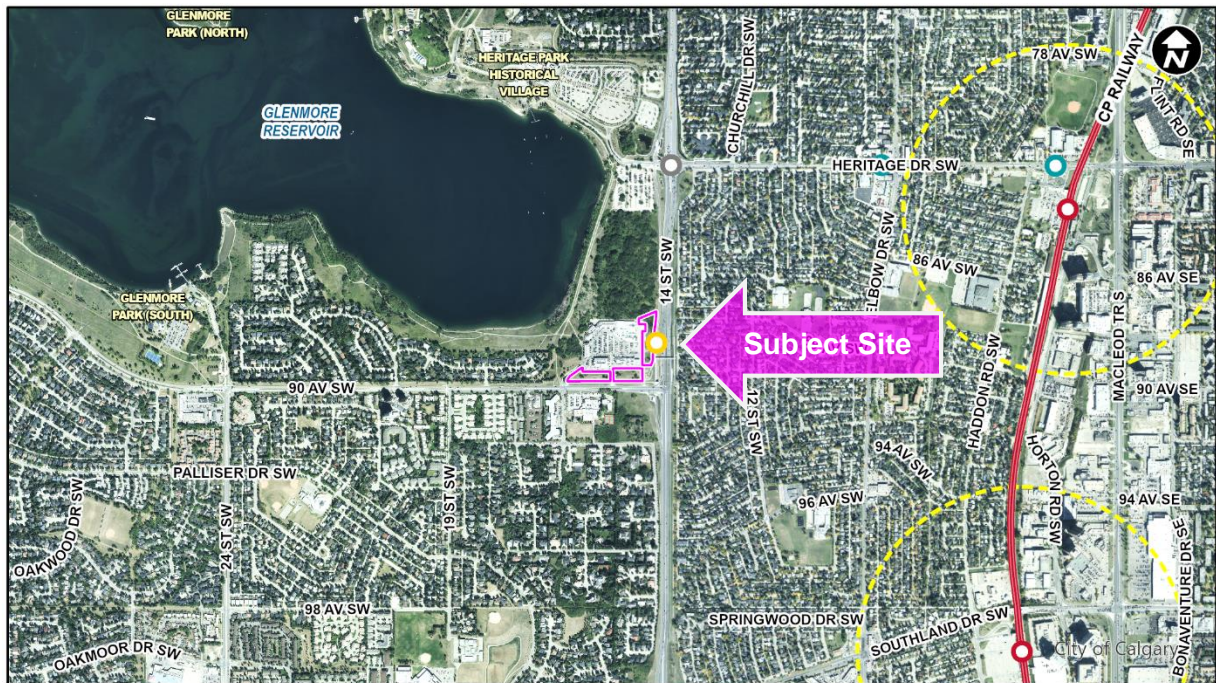 GLENMORE
PARK (NORTH)
HERITAGE PARK
HISTORICAL
VILLAGE
GLENMORE
RESERVOIR
CHURCHILL DR SW
78 AV SW
CP RAILWAY
N
FLINT RD SE
HERITAGE DR SW
ELBOW DR SW
86 AV SW
86 AV SE
14 ST SW
GLENMORE
PARK (SOUTH)
Subject Site
MACLEOD TR S
90 AV SW
90 AV SE
12 ST SW
HADDON RD SW
HORTON RD SW
94 AV SW
94 AV SE
PALLISER DR SW
19 ST SW
24 ST SW
OAKWOOD DR SW
96 AV SW
BONAVENTURE DR SE
98 AV SW
SPRINGWOOD DR SW
SOUTHLAND DR SW
OAKMOOR DR SW
City of Calgary